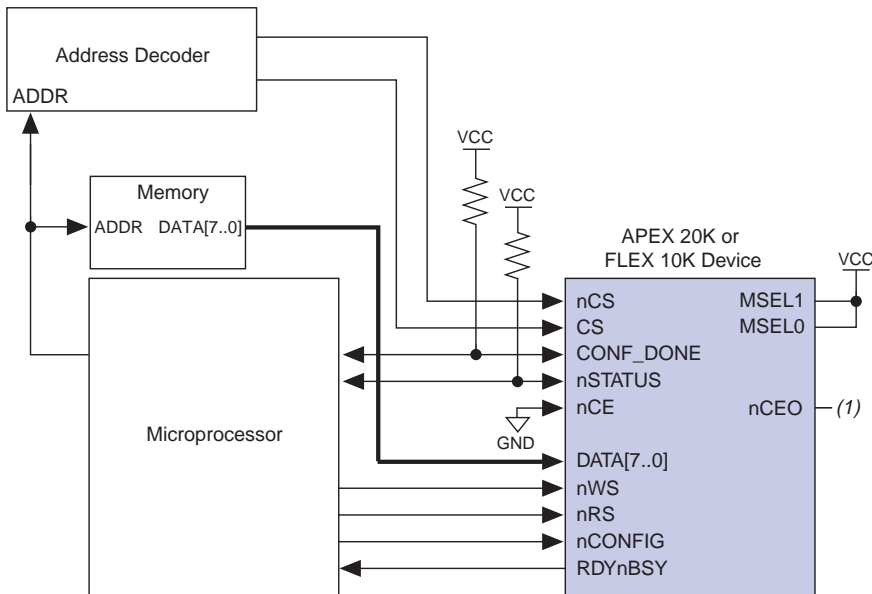 Address Decoder
ADDR
VCC
Memory
VCC
ADDR DATA[7..0]
APEX 20K or
FLEX 10K Device
VCC
nCS
MSEL1
CS
MSEL0
CONF_DONE
nSTATUS
nCE
nCEO
(1)
GND
Microprocessor
DATA[7..0]
nWS
nRS
nCONFIG
RDYnBSY